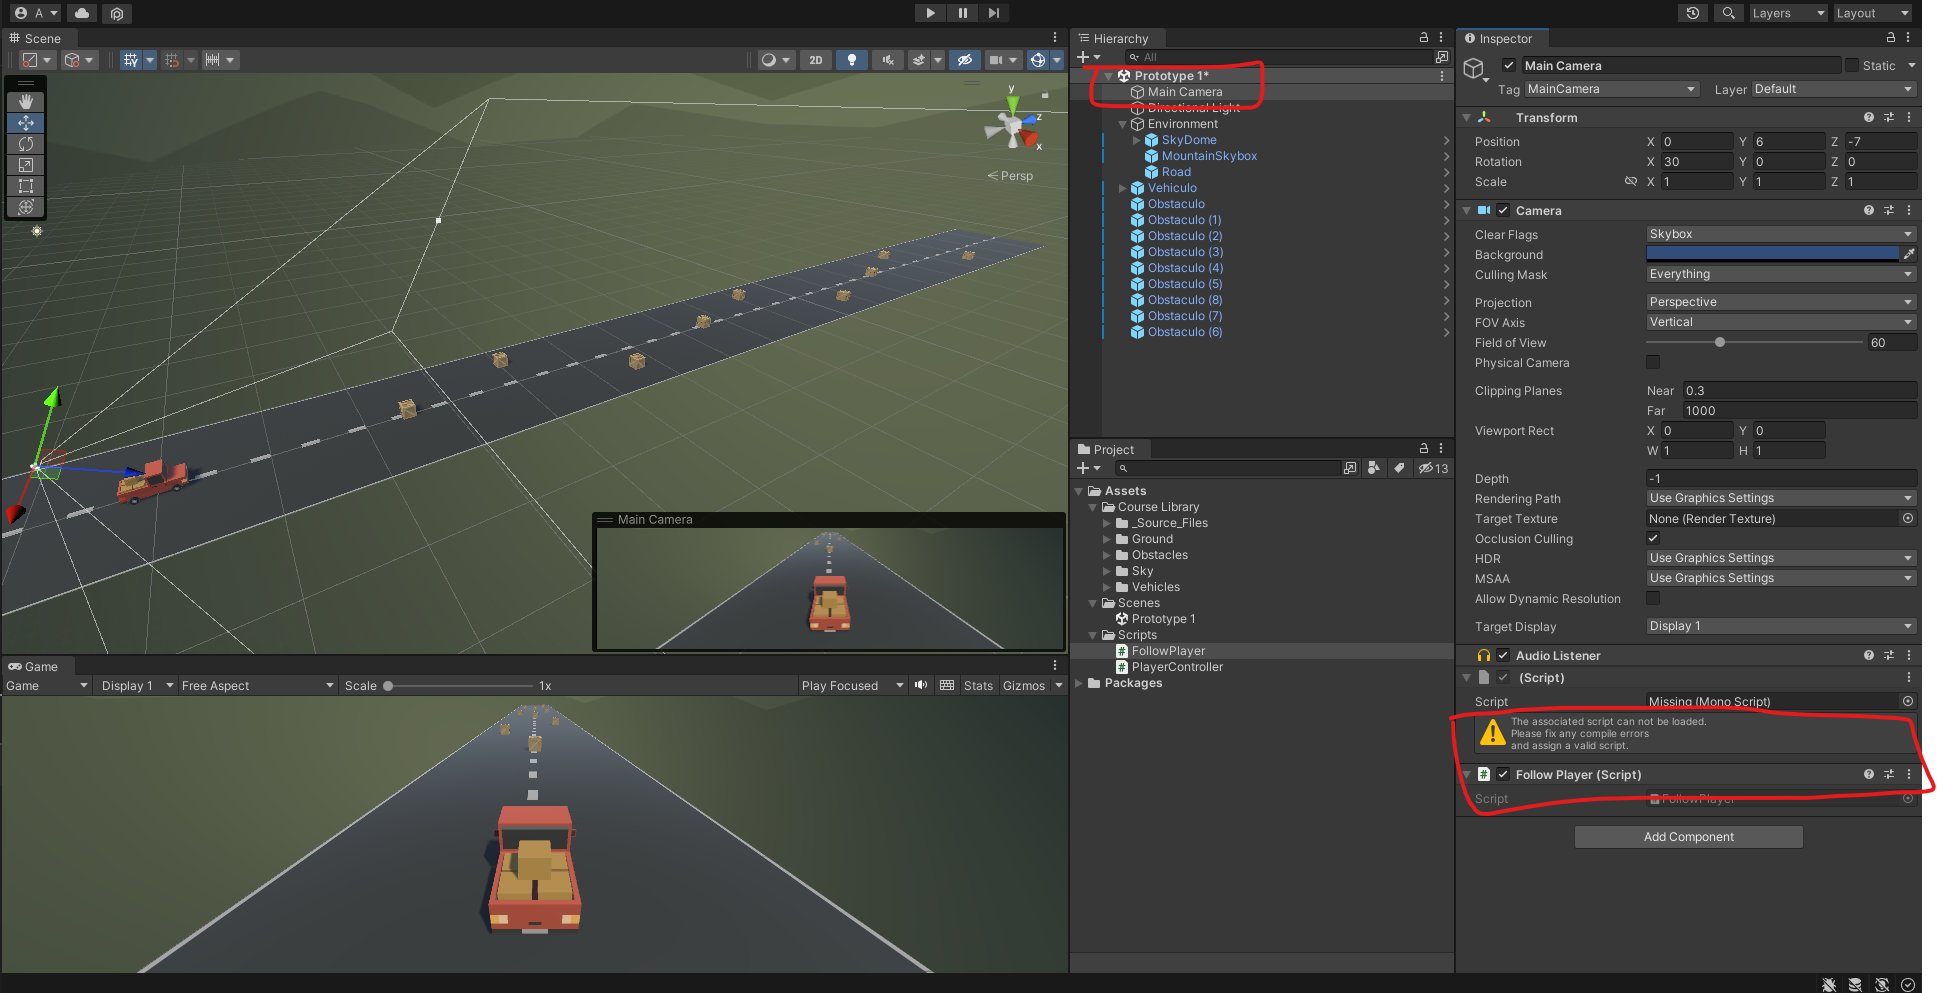 A
Layers
Layout
Scene
2D
y
z
x
Persp
Main Camera
Game
Game
Display 1
Free Aspect
Scale
1x
Play Focused
Stats
Gizmos
Hierarchy
All
Prototype 1*
Main Camera
Directional Light
Environment
SkyDome
MountainSkybox
Road
Vehiculo
Obstaculo
Obstaculo (1)
Obstaculo (2)
Obstaculo (3)
Obstaculo (4)
Obstaculo (5)
Obstaculo (8)
Obstaculo (7)
Obstaculo (6)
Project
13
Assets
Course Library
_Source_Files
Ground
Obstacles
Sky
Vehicles
Scenes
Prototype 1
Scripts
FollowPlayer
PlayerController
Packages
Inspector
Main Camera Static
Tag MainCamera Layer Default
Transform
Position X 0 Y 6 Z -7
Rotation X 30 Y 0 Z 0
Scale X 1 Y 1 Z 1
Camera
Clear Flags Skybox
Background
Culling Mask Everything
Projection Perspective
FOV Axis Vertical
Field of View 60
Physical Camera
Clipping Planes Near 0.3
Far 1000
Viewport Rect X 0 Y 0
W 1 H 1
Depth -1
Rendering Path Use Graphics Settings
Target Texture None (Render Texture)
Occlusion Culling
HDR Use Graphics Settings
MSAA Use Graphics Settings
Allow Dynamic Resolution
Target Display Display 1
Audio Listener
(Script)
Script Missing (Mono Script)
The associated script can not be loaded.
Please fix any compile errors
and assign a valid script.
Follow Player (Script)
Script FollowPlayer
Add Component